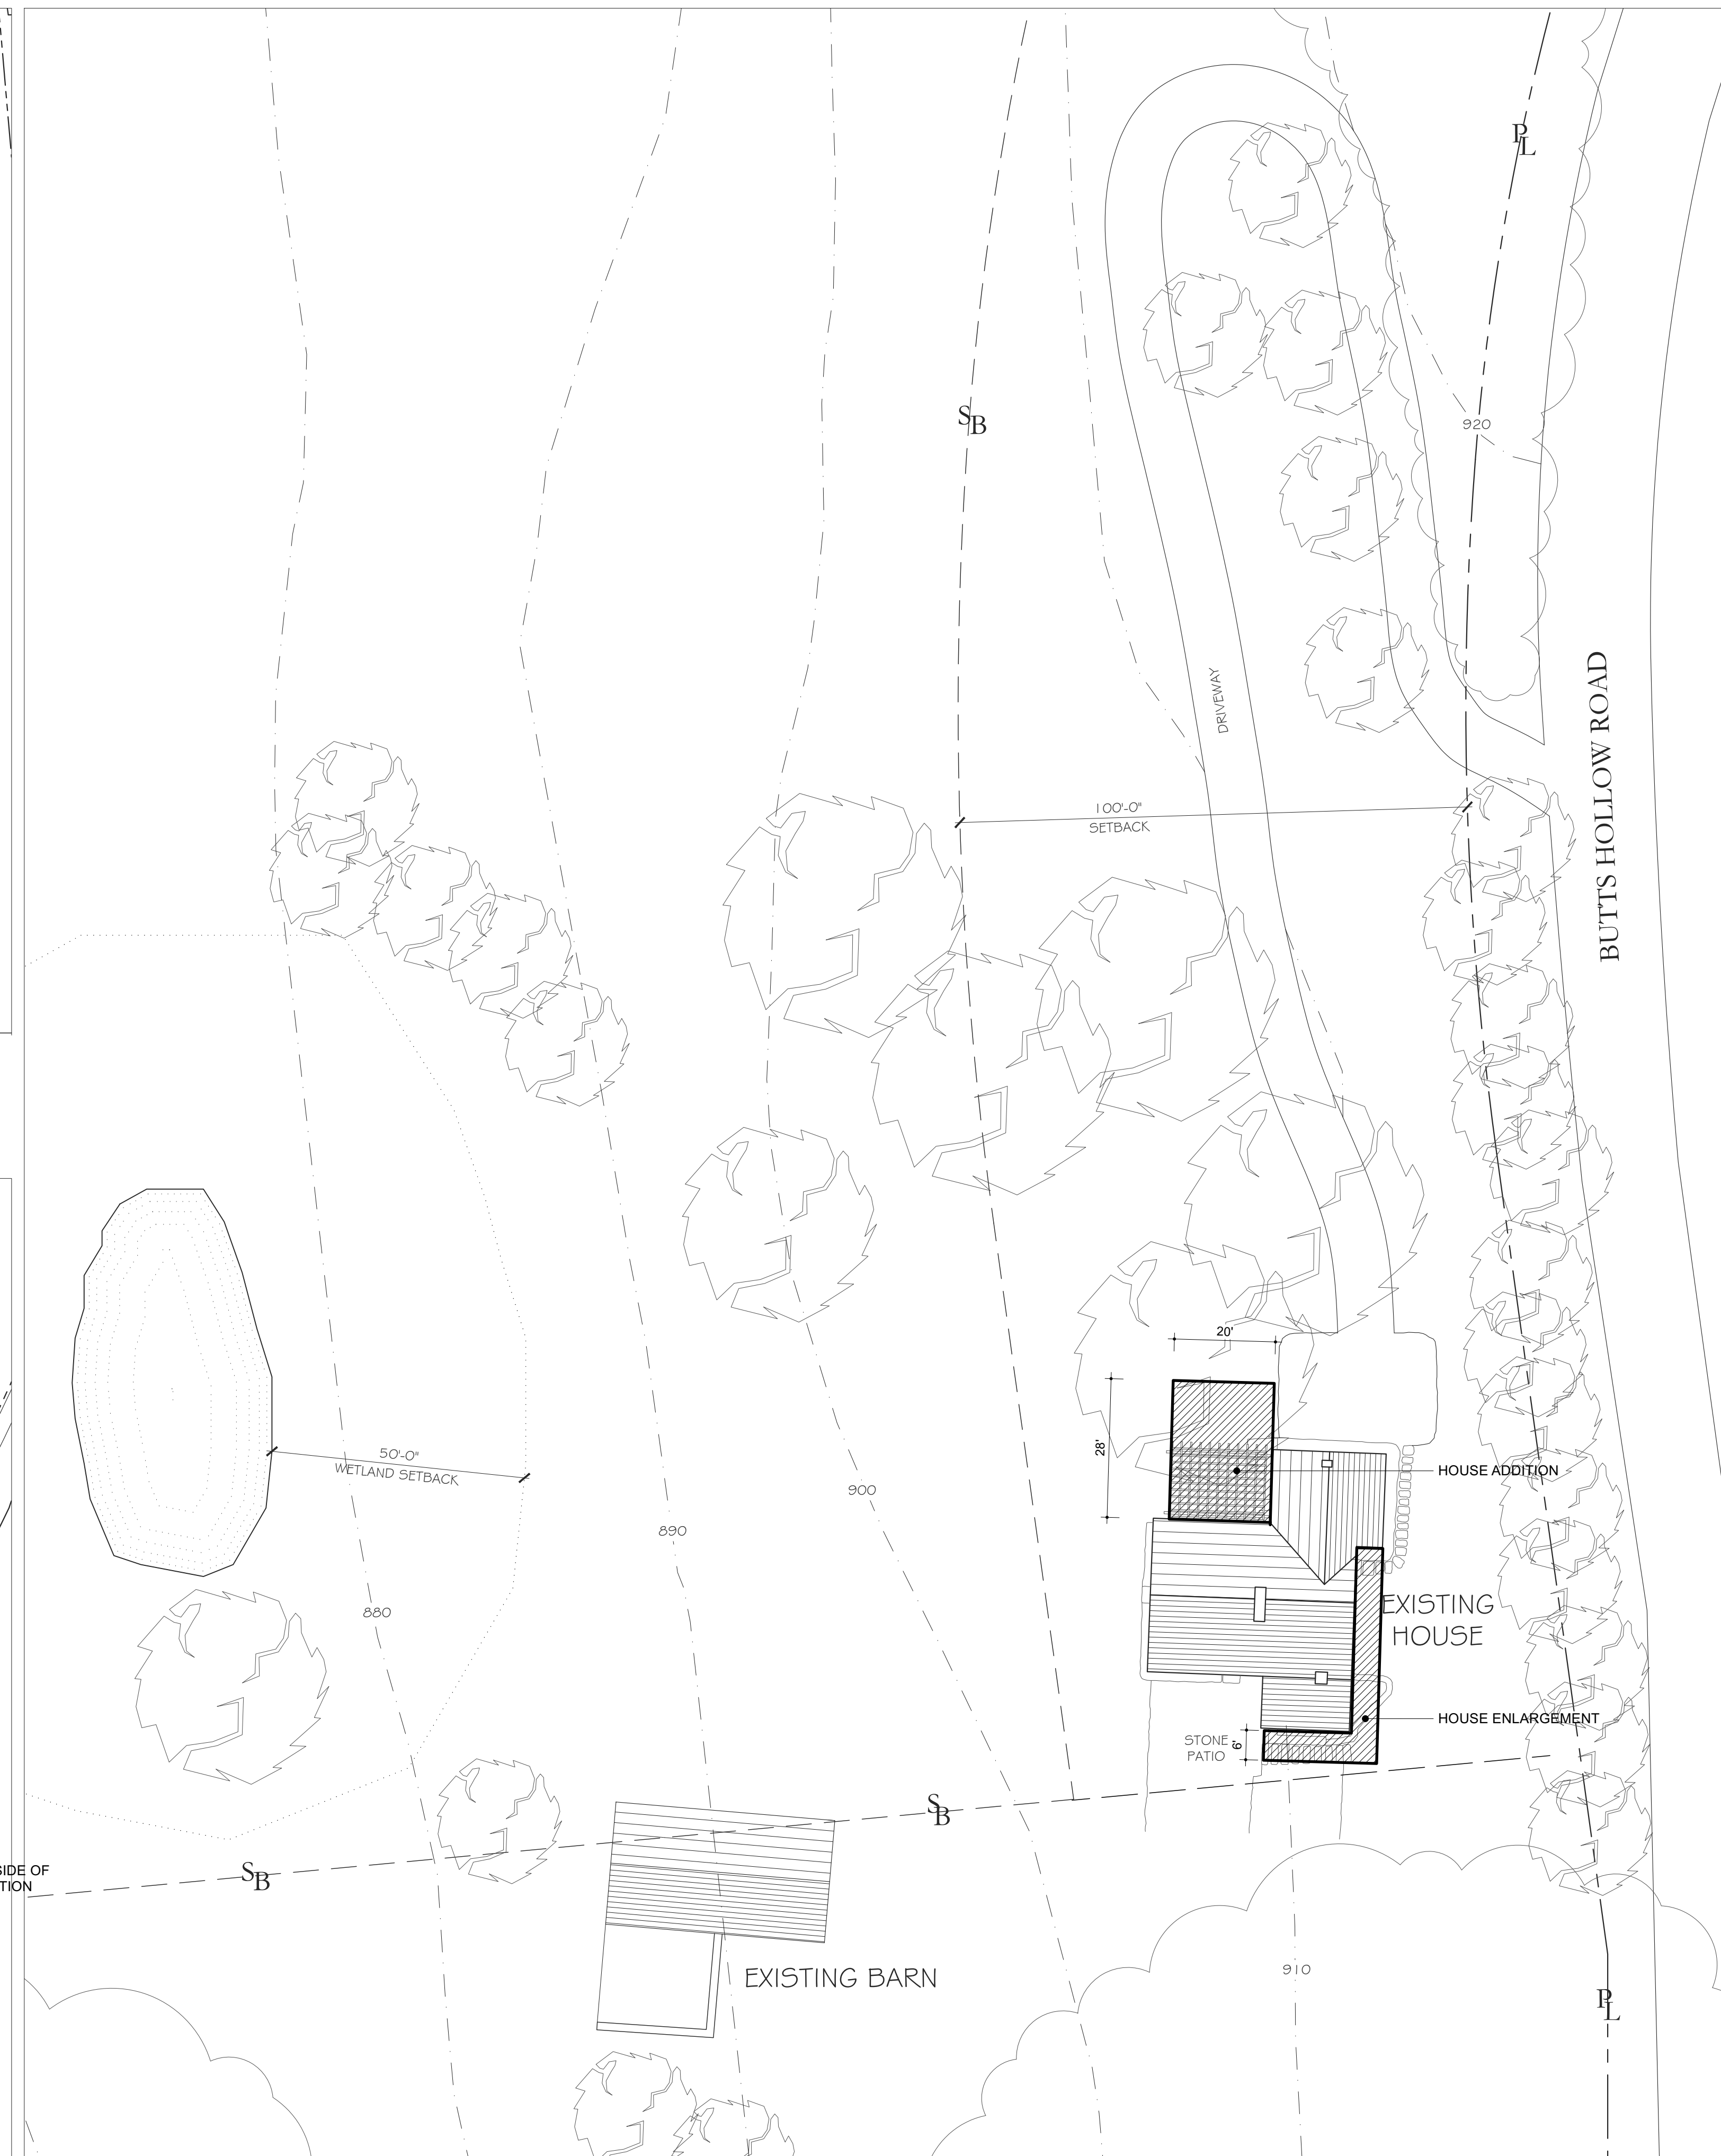 PL
SB
920
DRIVEWAY
BUTTS HOLLOW ROAD
100'-0"
SETBACK
20'
28'
50'-0"
WETLAND SETBACK
HOUSE ADDITION
900
890
880
EXISTING
HOUSE
HOUSE ENLARGEMENT
STONE
PATIO
6'
SB
SB
SIDE OF
TION
EXISTING BARN
910
PL